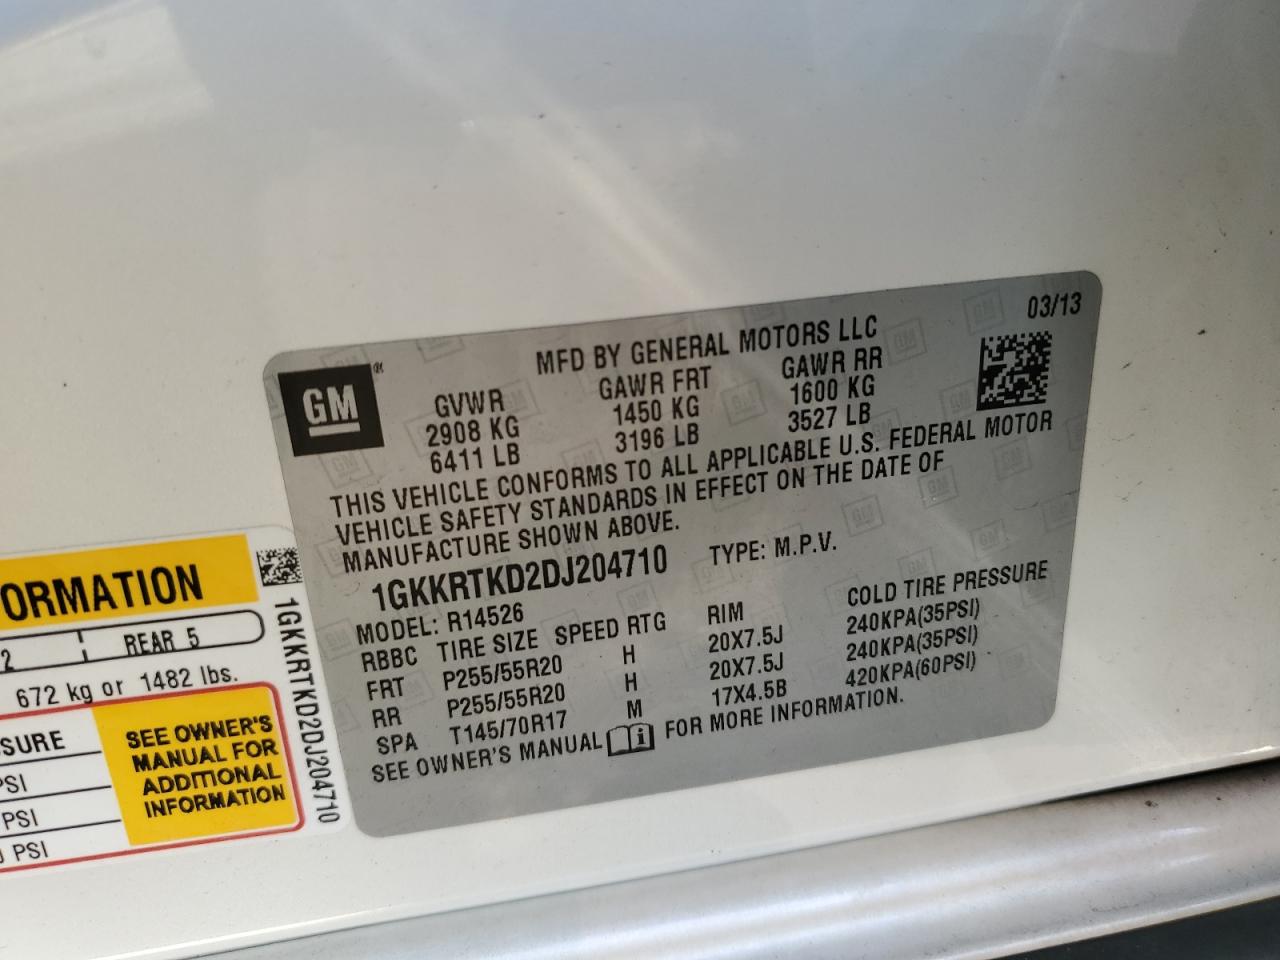 03/13
MFD BY GENERAL MOTORS LLC
GM®
GVWR GAWR FRT GAWR RR
2908 KG 1450 KG 1600 KG
6411 LB 3196 LB 3527 LB
THIS VEHICLE CONFORMS TO ALL APPLICABLE U.S. FEDERAL MOTOR
VEHICLE SAFETY STANDARDS IN EFFECT ON THE DATE OF
MANUFACTURE SHOWN ABOVE.
1GKKRTKD2DJ204710 TYPE: M.P.V.
MODEL: R14526
RBBC TIRE SIZE SPEED RTG RIM COLD TIRE PRESSURE
FRT P255/55R20 H 20X7.5J 240KPA(35PSI)
RR P255/55R20 H 20X7.5J 240KPA(35PSI)
SPA T145/70R17 M 17X4.5B 420KPA(60PSI)
SEE OWNER'S MANUAL i FOR MORE INFORMATION.
ORMATION
2 REAR 5
672 kg or 1482 lbs.
SURE
PSI
PSI
PSI
SEE OWNER'S
MANUAL FOR
ADDITIONAL
INFORMATION
1GKKRTKD2DJ204710